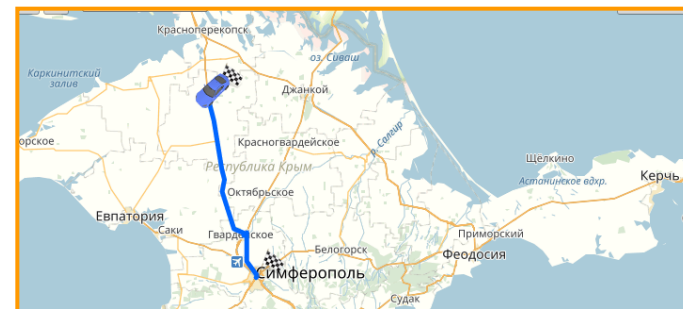 Красноперекопск
оз. Сиваш
Каркинитский
залив
Джанкой
орское
Красногвардейское
р. Салгир
Щёлкино
Республика Крым
Астанинское вдхр.
Керчь
Октябрьское
Евпатория
Саки
Гвардейское
Приморский
Белогорск
Феодосия
Симферополь
Судак